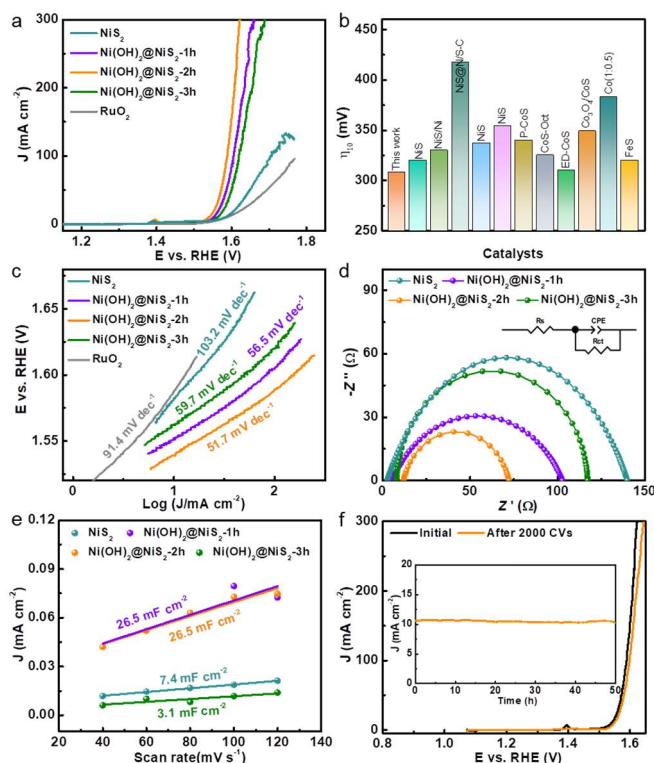 a
NiS2
Ni(OH)2@NiS2-1h
Ni(OH)2@NiS2-2h
Ni(OH)2@NiS2-3h
RuO2
300
200
100
0
J (mA cm-2)
1.2
1.4
1.6
1.8
E vs. RHE (V)
b
450
400
350
300
250
η10 (mV)
This work
NiS
NiS/Ni
NiS@N/S-C
NiS
NiS
P-CoS
CoS-Oct
ED-CoS
Co3O4/CoS
Co(1:0.5)
FeS
Catalysts
c
NiS2
Ni(OH)2@NiS2-1h
Ni(OH)2@NiS2-2h
Ni(OH)2@NiS2-3h
RuO2
103.2 mV dec-1
56.5 mV dec-1
59.7 mV dec-1
91.4 mV dec-1
51.7 mV dec-1
1.65
1.60
1.55
E vs. RHE (V)
0
1
2
Log (J/mA cm-2)
d
NiS2
Ni(OH)2@NiS2-1h
Ni(OH)2@NiS2-2h
Ni(OH)2@NiS2-3h
Rs
CPE
Rct
-90
60
30
0
-Z'' (Ω)
0
50
100
150
Z' (Ω)
e
NiS2
Ni(OH)2@NiS2-1h
Ni(OH)2@NiS2-2h
Ni(OH)2@NiS2-3h
26.5 mF cm-2
26.5 mF cm-2
7.4 mF cm-2
3.1 mF cm-2
0.12
0.09
0.06
0.03
0.00
J (mA cm-2)
20
40
60
80
100
120
140
Scan rate(mV s-1)
f
Initial
After 2000 CVs
300
250
200
150
100
50
0
J (mA cm-2)
20
15
10
5
0
J (mA cm-2)
0
10
20
30
40
50
Time (h)
0.8
1.0
1.2
1.4
1.6
E vs. RHE (V)